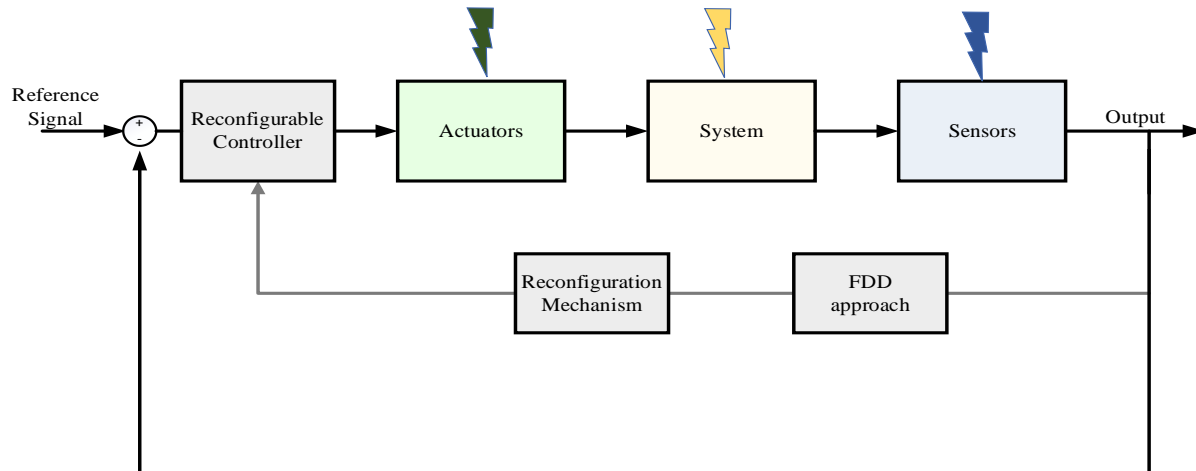 Reference
Signal
+
-
Reconfigurable
Controller
Actuators
System
Sensors
Output
Reconfiguration
Mechanism
FDD
approach